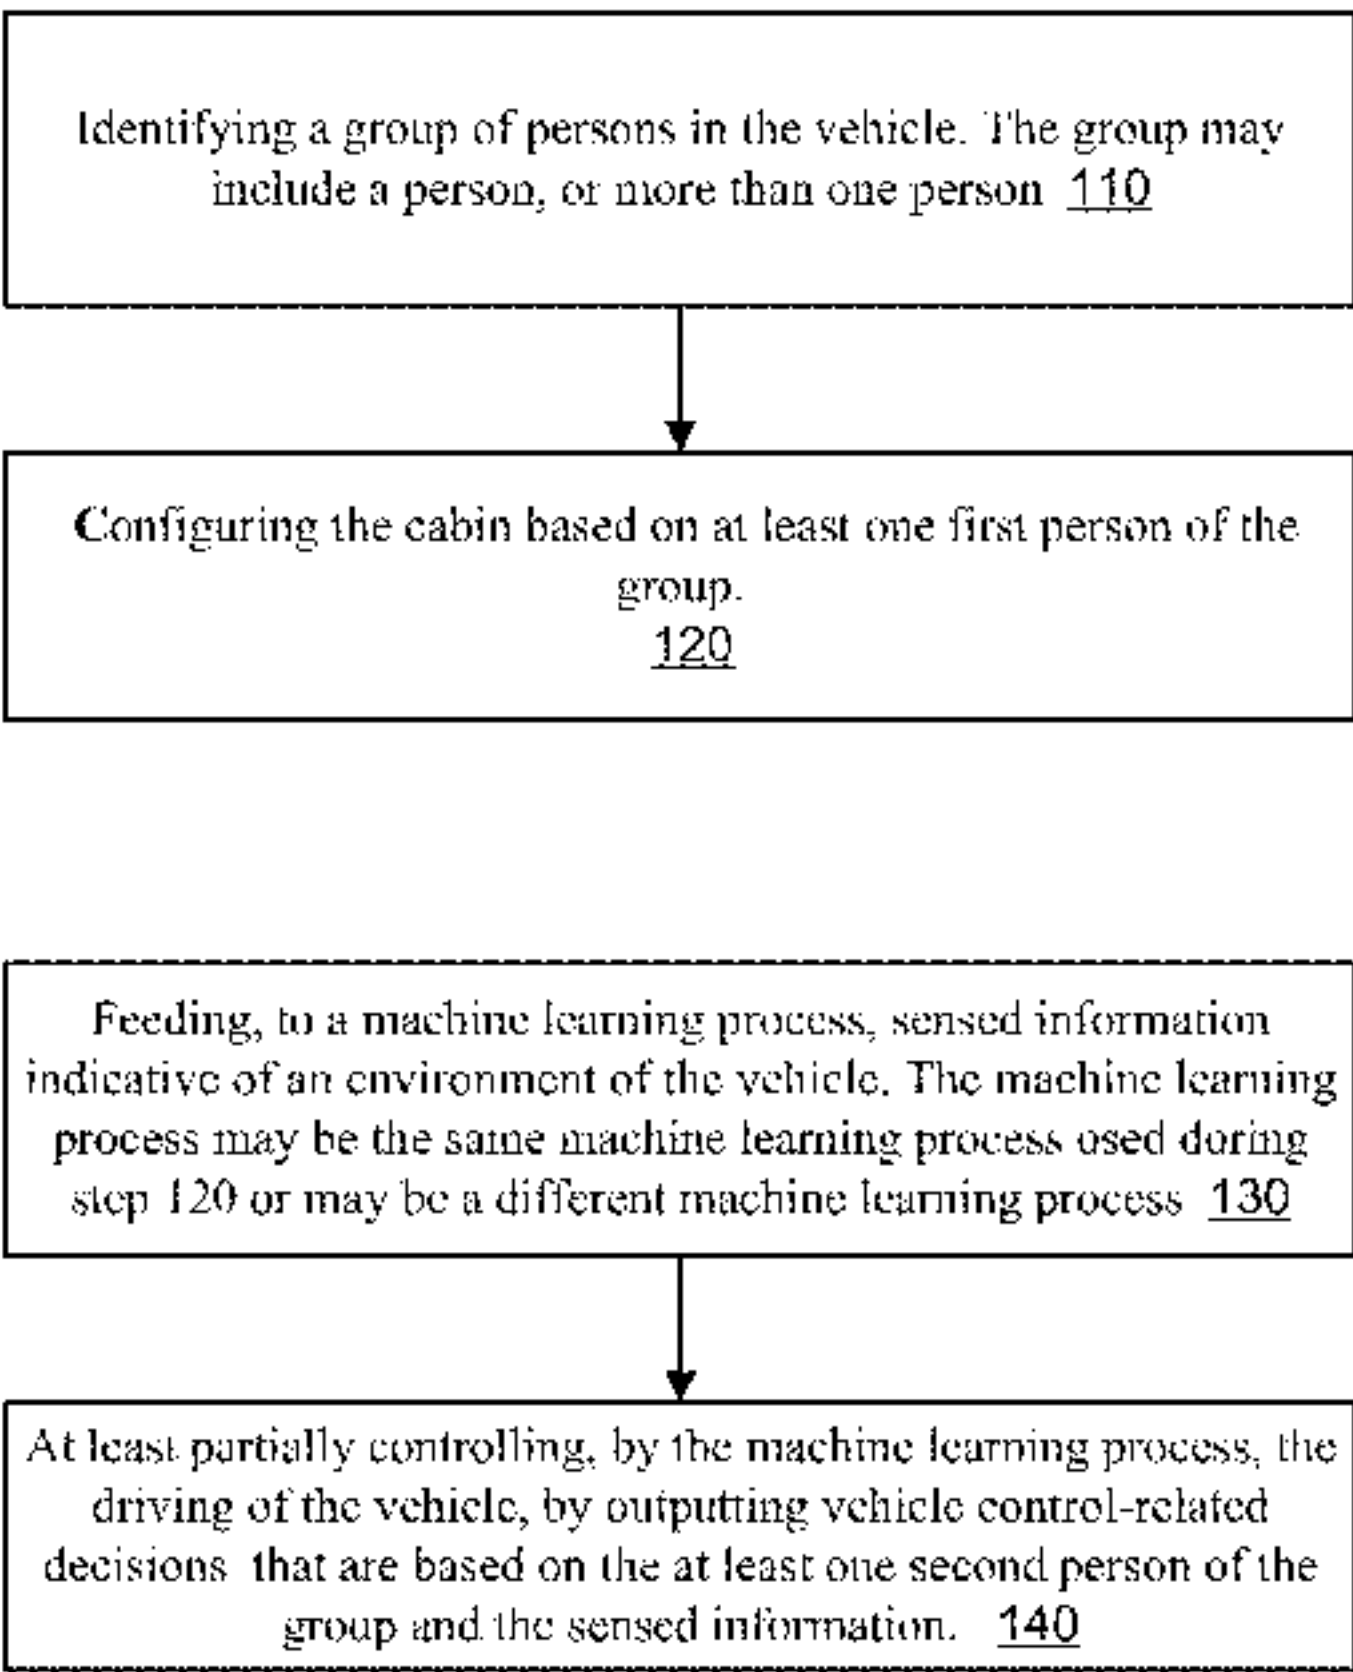 Identifying a group of persons in the vehicle. The group may
include a person, or more than one person 110
Configuring the cabin based on at least one first person of the
group.
120
Feeding, to a machine learning process, sensed information
indicative of an environment of the vehicle. The machine learning
process may be the same machine learning process used during
step 120 or may be a different machine learning process 130
At least partially controlling, by the machine learning process, the
driving of the vehicle, by outputting vehicle control-related
decisions that are based on the at least one second person of the
group and the sensed information. 140